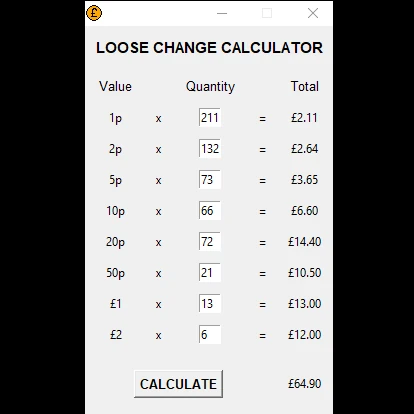 £
LOOSE CHANGE CALCULATOR
Value Quantity Total
1p x 211 = £2.11
2p x 132 = £2.64
5p x 73 = £3.65
10p x 66 = £6.60
20p x 72 = £14.40
50p x 21 = £10.50
£1 x 13 = £13.00
£2 x 6 = £12.00
CALCULATE £64.90